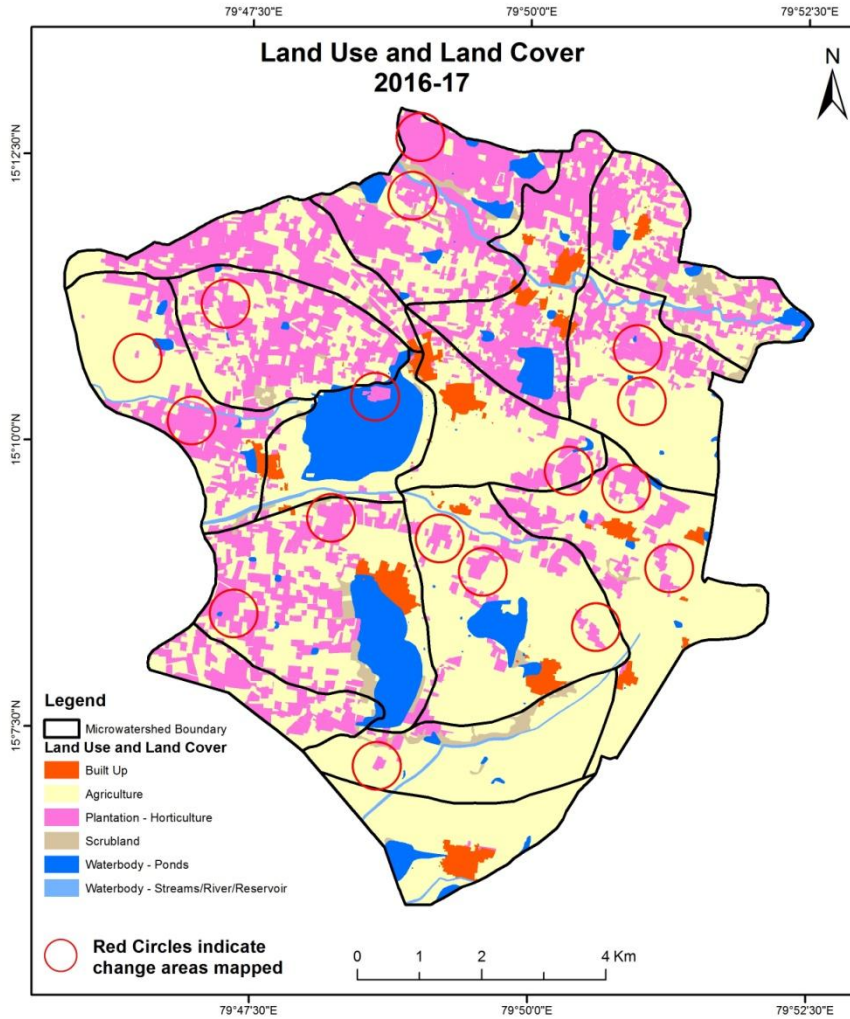 79°47'30"E
79°50'0"E
79°52'30"E
Land Use and Land Cover
2016-17
N
15°12'30"N
15°10'0"N
15°7'30"N
Legend
Microwatershed Boundary
Land Use and Land Cover
Built Up
Agriculture
Plantation - Horticulture
Scrubland
Waterbody - Ponds
Waterbody - Streams/River/Reservoir
Red Circles indicate
change areas mapped
0 1 2 4 Km
79°47'30"E
79°50'0"E
79°52'30"E